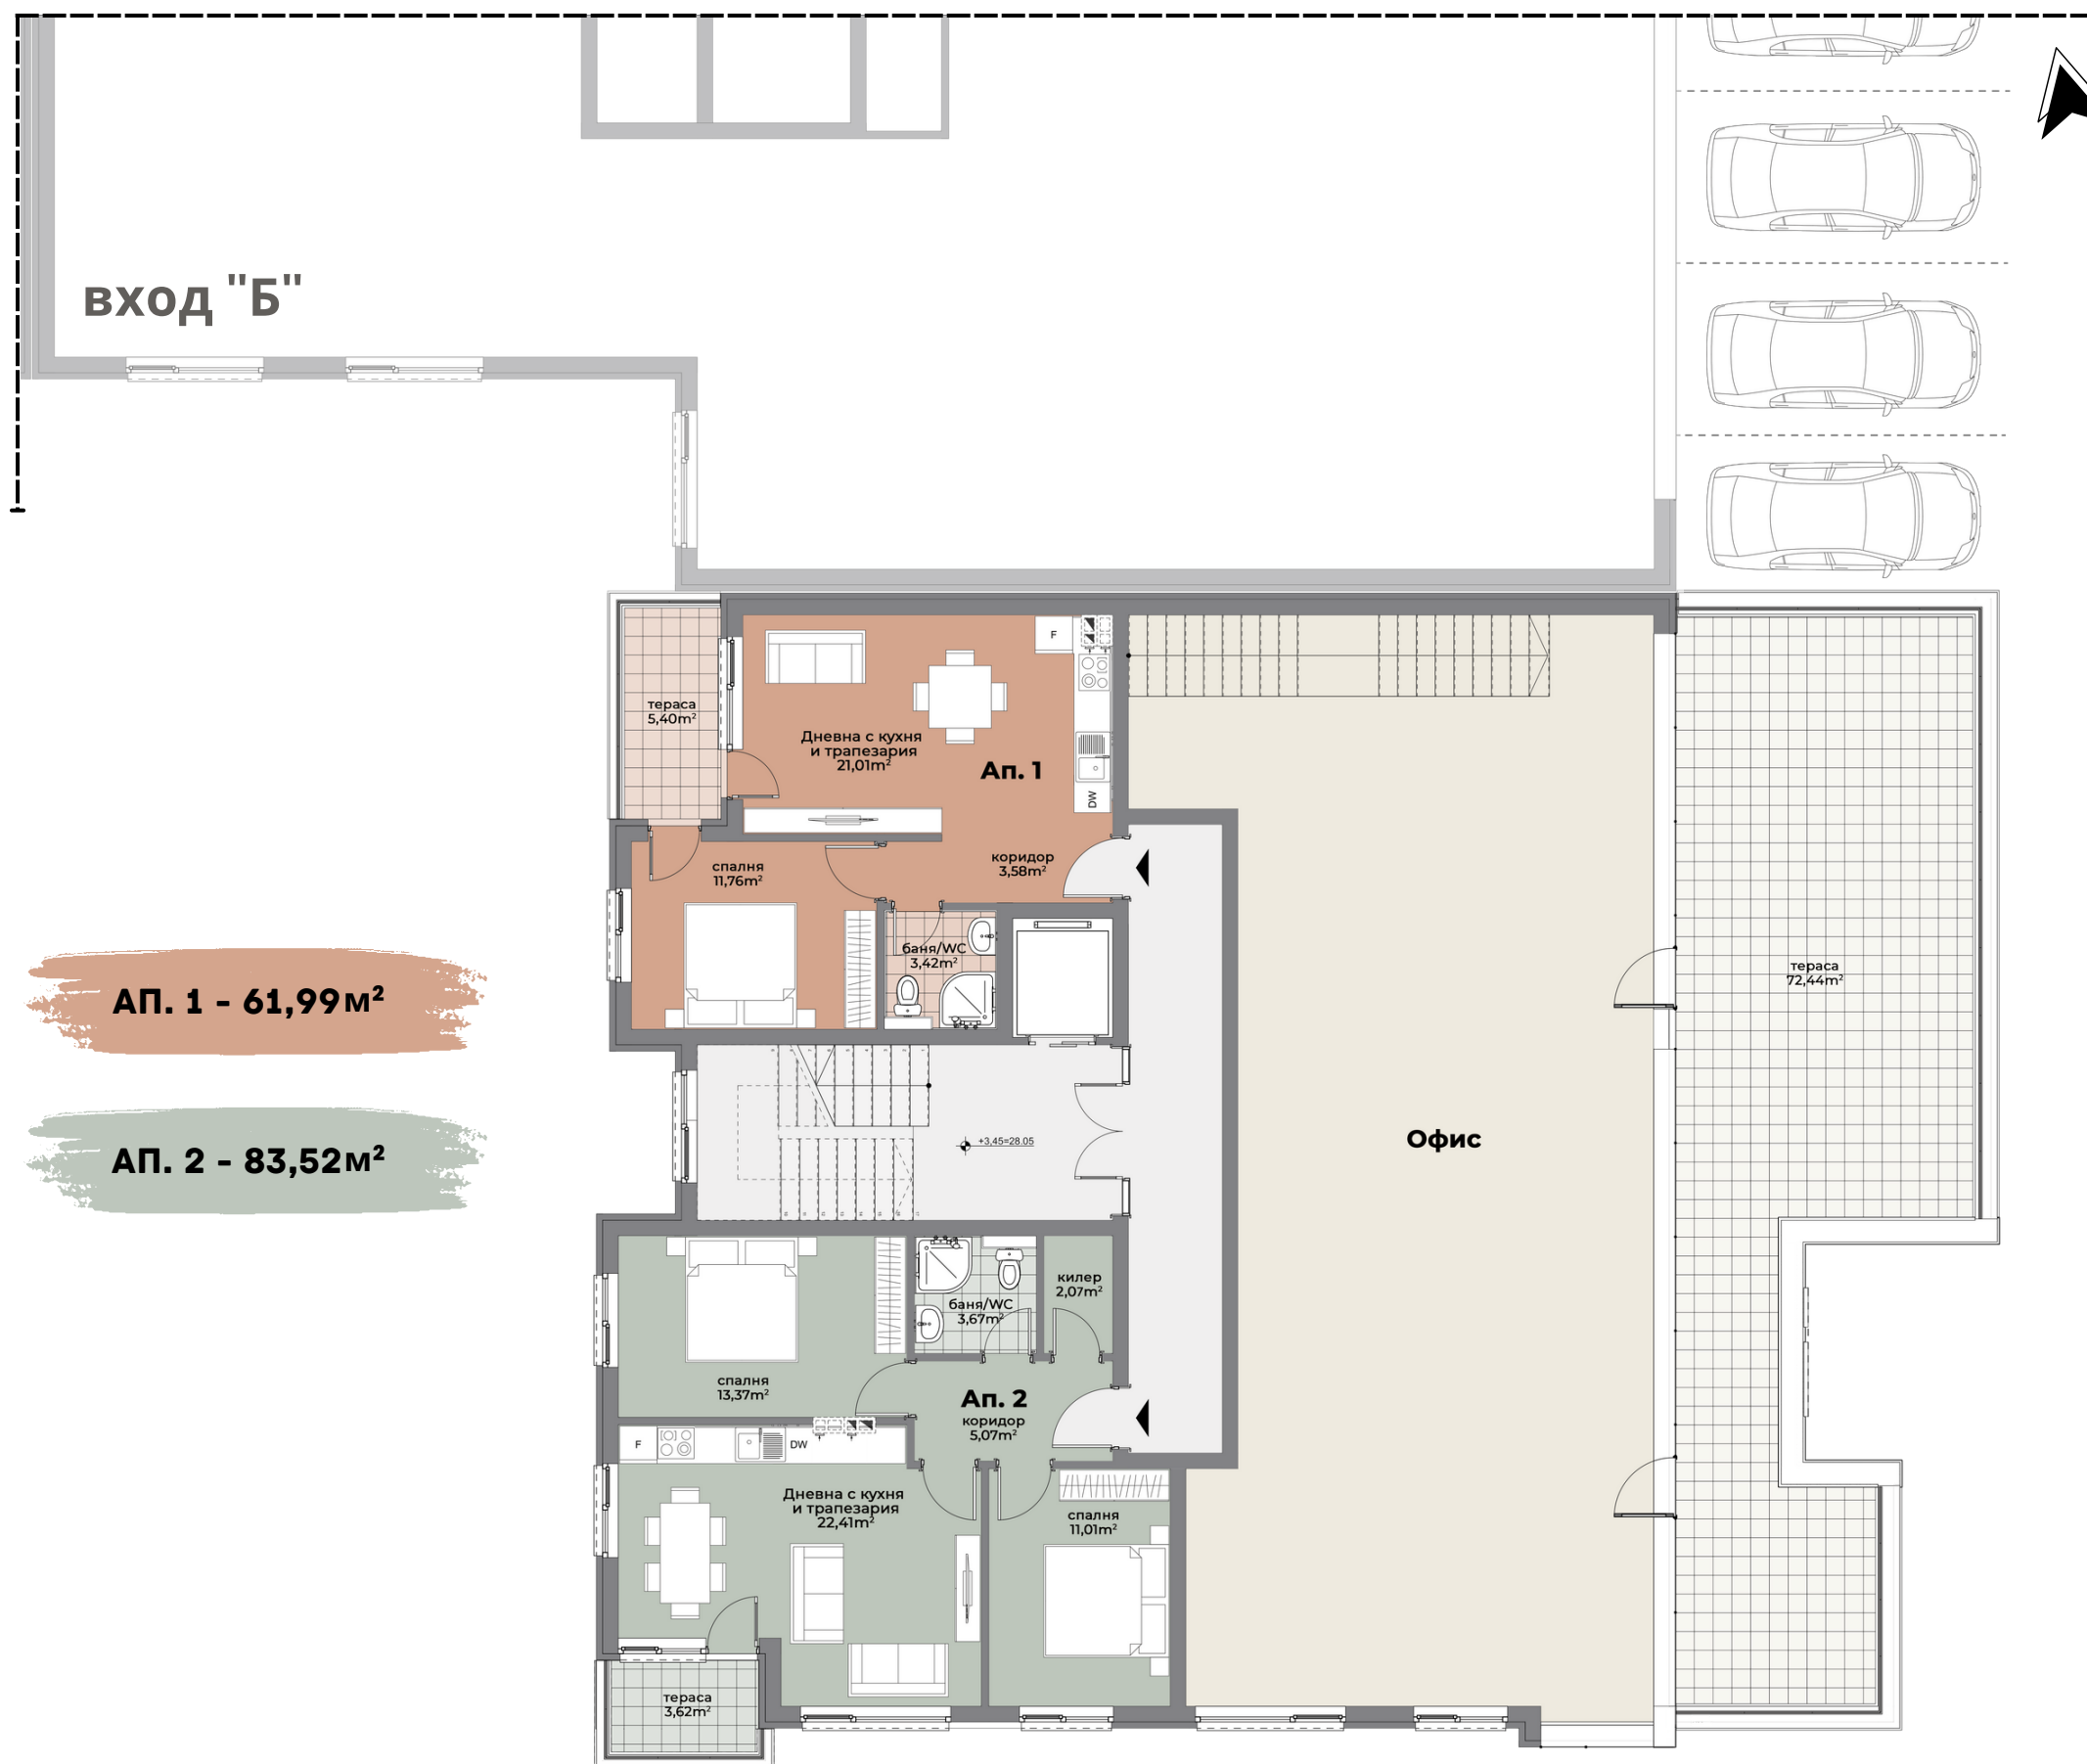 вход "Б"
F
тераса
5,40m²
Дневна с кухня
и трапезария
21,01m²
Ап. 1
DW
спалня
11,76m²
коридор
3,58m²
баня/WC
3,42m²
тераса
72,44m²
АП. 1 - 61,99м²
Офис
+3,45=28.05
АП. 2 - 83,52м²
килер
2,07m²
баня/WC
3,67m²
спалня
13,37m²
Ап. 2
коридор
5,07m²
F
DW
Дневна с кухня
и трапезария
22,41m²
спалня
11,01m²
тераса
3,62m²